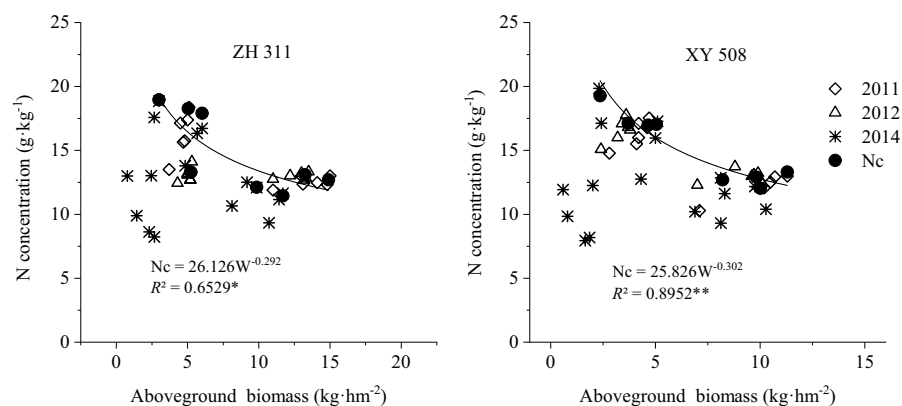 ZH 311
N concentration (g·kg⁻¹)
25
20
15
10
5
0
Nc = 26.126W⁻⁰·²⁹²
R² = 0.6529*
0 5 10 15 20
Aboveground biomass (kg·hm⁻²)
XY 508
N concentration (g·kg⁻¹)
25
20
15
10
5
0
Nc = 25.826W⁻⁰·³⁰²
R² = 0.8952**
0 5 10
Aboveground biomass (kg·hm⁻²)
2011
2012
2014
Nc